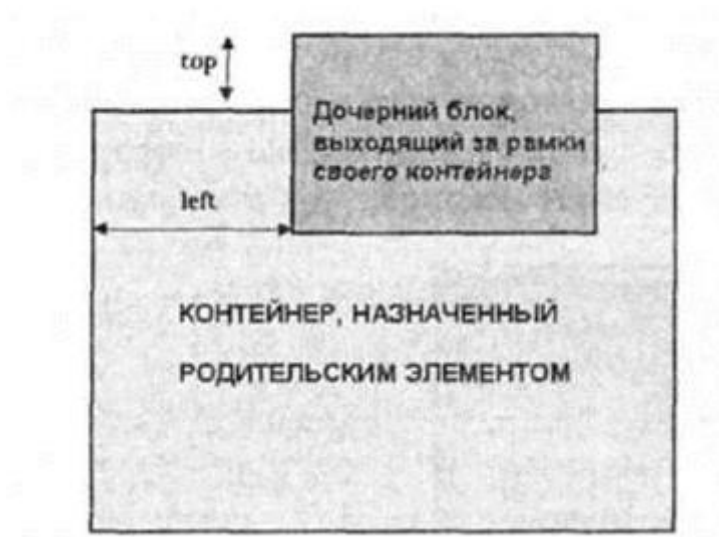 top
Дочерний блок,
выходящий за рамки
своего контейнера
left
КОНТЕЙНЕР, НАЗНАЧЕННЫЙ
РОДИТЕЛЬСКИМ ЭЛЕМЕНТОМ